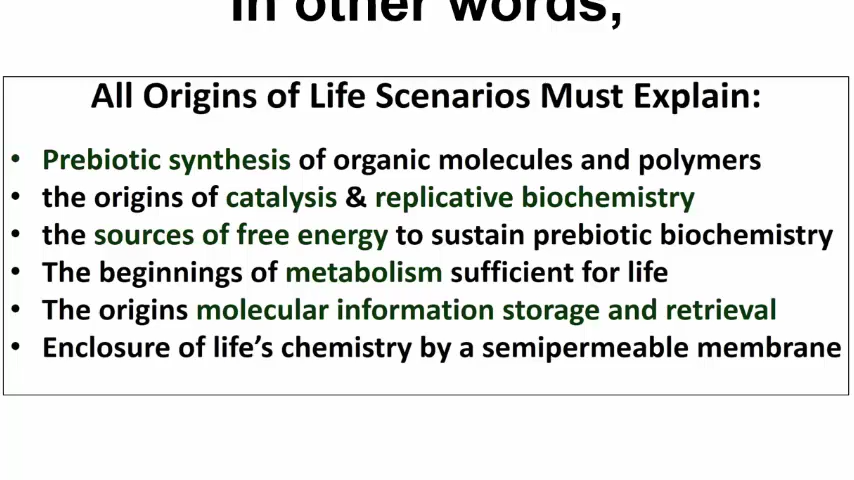 in other words,
All Origins of Life Scenarios Must Explain:
• Prebiotic synthesis of organic molecules and polymers
• the origins of catalysis & replicative biochemistry
• the sources of free energy to sustain prebiotic biochemistry
• The beginnings of metabolism sufficient for life
• The origins molecular information storage and retrieval
• Enclosure of life’s chemistry by a semipermeable membrane